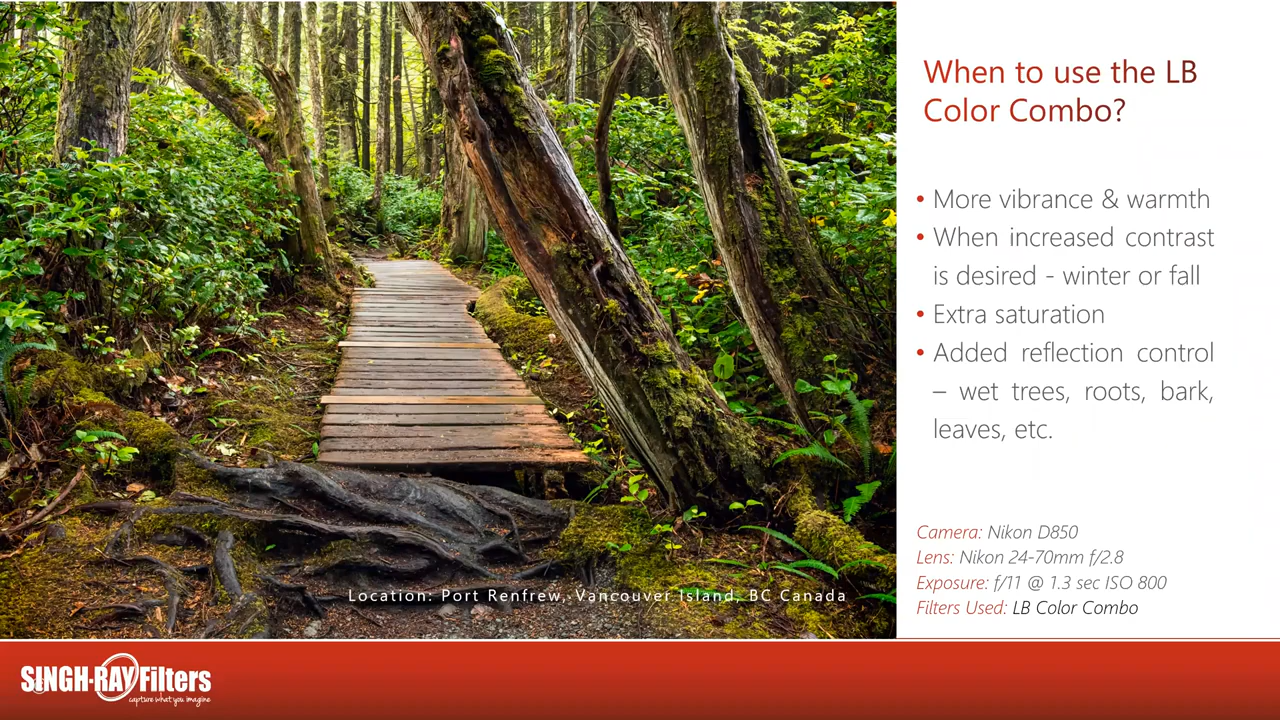 When to use the LB
Color Combo?
• More vibrance & warmth
• When increased contrast
is desired - winter or fall
• Extra saturation
• Added reflection control
– wet trees, roots, bark,
leaves, etc.
Camera: Nikon D850
Lens: Nikon 24-70mm f/2.8
Exposure: f/11 @ 1.3 sec ISO 800
Filters Used: LB Color Combo
Location: Port Renfrew, Vancouver Island, BC Canada
SINGH-RAY Filters
capture what you imagine